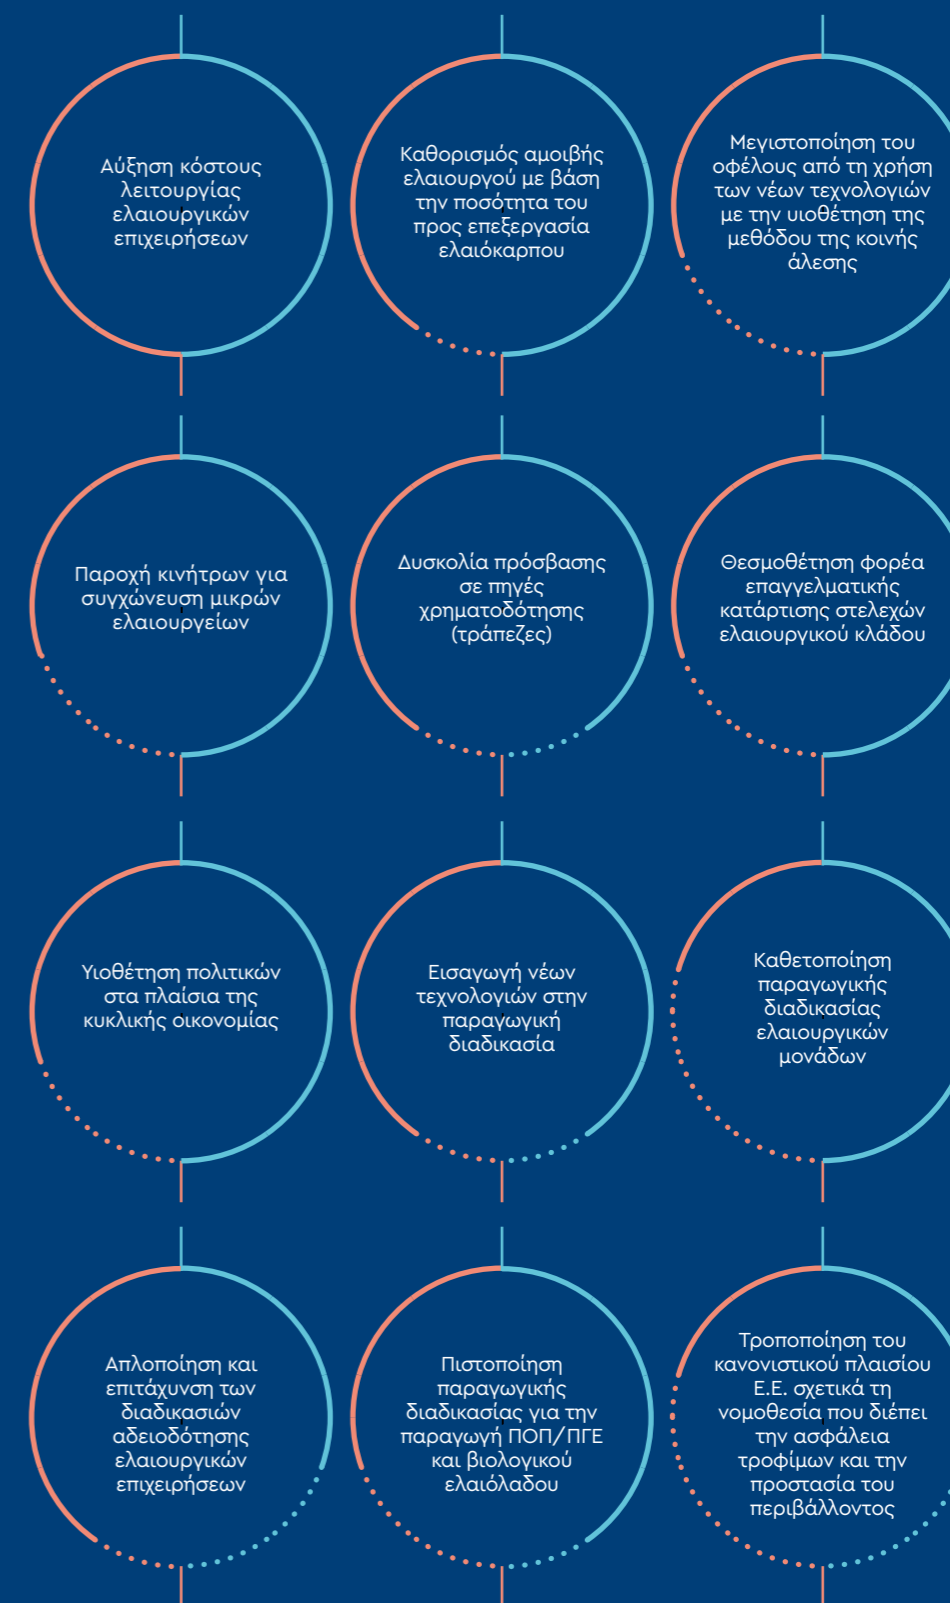 Αύξηση κόστους
λειτουργίας
ελαιουργικών
επιχειρήσεων
Καθορισμός αμοιβής
ελαιουργού με βάση
την ποσότητα του
προς επεξεργασία
ελαιόκαρπου
Μεγιστοποίηση του
οφέλους από τη χρήση
των νέων τεχνολογιών
με την υιοθέτηση της
μεθόδου της κοινής
άλεσης
Παροχή κινήτρων για
συγχώνευση μικρών
ελαιουργείων
Δυσκολία πρόσβασης
σε πηγές
χρηματοδότησης
(τράπεζες)
Θεσμοθέτηση φορέα
επαγγελματικής
κατάρτισης στελεχών
ελαιουργικού κλάδου
Υιοθέτηση πολιτικών
στα πλαίσια της
κυκλικής οικονομίας
Εισαγωγή νέων
τεχνολογιών στην
παραγωγική
διαδικασία
Καθετοποίηση
παραγωγικής
διαδικασίας
ελαιουργικών
μονάδων
Απλοποίηση και
επιτάχυνση των
διαδικασιών
αδειοδότησης
ελαιουργικών
επιχειρήσεων
Πιστοποίηση
παραγωγικής
διαδικασίας για την
παραγωγή ΠΟΠ/ΠΓΕ
και βιολογικού
ελαιόλαδου
Τροποποίηση του
κανονιστικού πλαισίου
Ε.Ε. σχετικά τη
νομοθεσία που διέπει
την ασφάλεια
τροφίμων και την
προστασία του
περιβάλλοντος